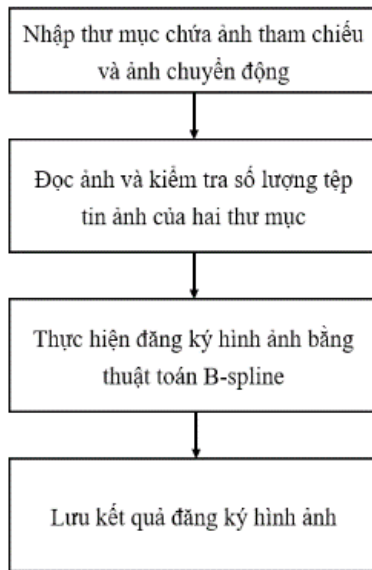 Nhập thư mục chứa ảnh tham chiếu
và ảnh chuyển động
Đọc ảnh và kiểm tra số lượng tệp
tin ảnh của hai thư mục
Thực hiện đăng ký hình ảnh bằng
thuật toán B-spline
Lưu kết quả đăng ký hình ảnh